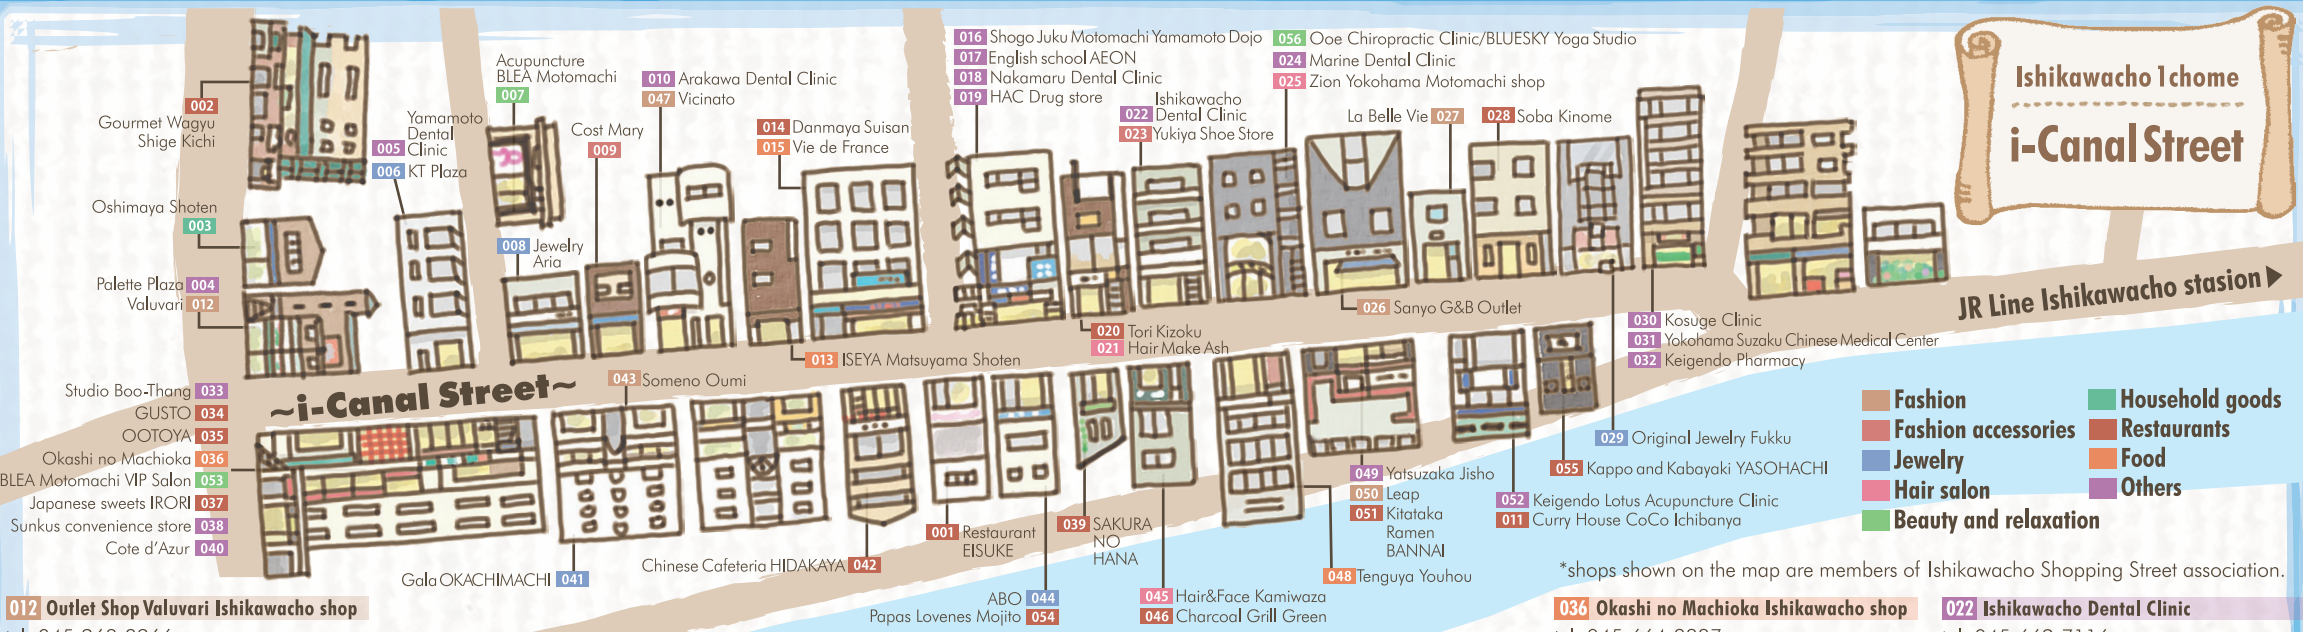 002
Gourmet Wagyu
Shige Kichi
Oshimaya Shoten
003
Palette Plaza 004
Valuvari 012
Yamamoto
Dental
005 Clinic
006 KT Plaza
Acupuncture
BLEA Motomachi
007
008 Jewelry
Aria
Cost Mary
009
010 Arakawa Dental Clinic
047 Vicinato
014 Danmaya Suisan
015 Vie de France
013 ISEYA Matsuyama Shoten
016 Shogo Juku Motomachi Yamamoto Dojo
017 English school AEON
018 Nakamaru Dental Clinic
019 HAC Drug store
Ishikawacho
022 Dental Clinic
023 Yukiya Shoe Store
056 Ooe Chiropractic Clinic/BLUESKY Yoga Studio
024 Marine Dental Clinic
025 Zion Yokohama Motomachi shop
La Belle Vie 027
028 Soba Kinome
026 Sanyo G&B Outlet
020 Tori Kizoku
021 Hair Make Ash
030 Kosuge Clinic
031 Yokohama Suzaku Chinese Medical Center
032 Keigendo Pharmacy
Ishikawacho 1chome
i-Canal Street
JR Line Ishikawacho stasion
~i-Canal Street~
Studio Boo-Thang 033
GUSTO 034
OOTOYA 035
Okashi no Machioka 036
BLEA Motomachi VIP Salon 053
Japanese sweets IRORI 037
Sunkus convenience store 038
Cote d'Azur 040
043 Someno Oumi
Gala OKACHIMACHI 041
Chinese Cafeteria HIDAKAYA 042
001 Restaurant
EISUKE
ABO 044
Papas Lovenes Mojito 054
039 SAKURA
NO
HANA
045 Hair&Face Kamiwaza
046 Charcoal Grill Green
048 Tenguya Youhou
049 Yatsuzaka Jisho
050 Leap
051 Kitataka
Ramen
BANNAI
052 Keigendo Lotus Acupuncture Clinic
011 Curry House CoCo Ichibanya
055 Kappo and Kabayaki YASOHACHI
029 Original Jewelry Fukku
Fashion
Fashion accessories
Jewelry
Hair salon
Beauty and relaxation
Household goods
Restaurants
Food
Others
*shops shown on the map are members of Ishikawacho Shopping Street association.
012 Outlet Shop Valuvari Ishikawacho shop
036 Okashi no Machioka Ishikawacho shop
022 Ishikawacho Dental Clinic